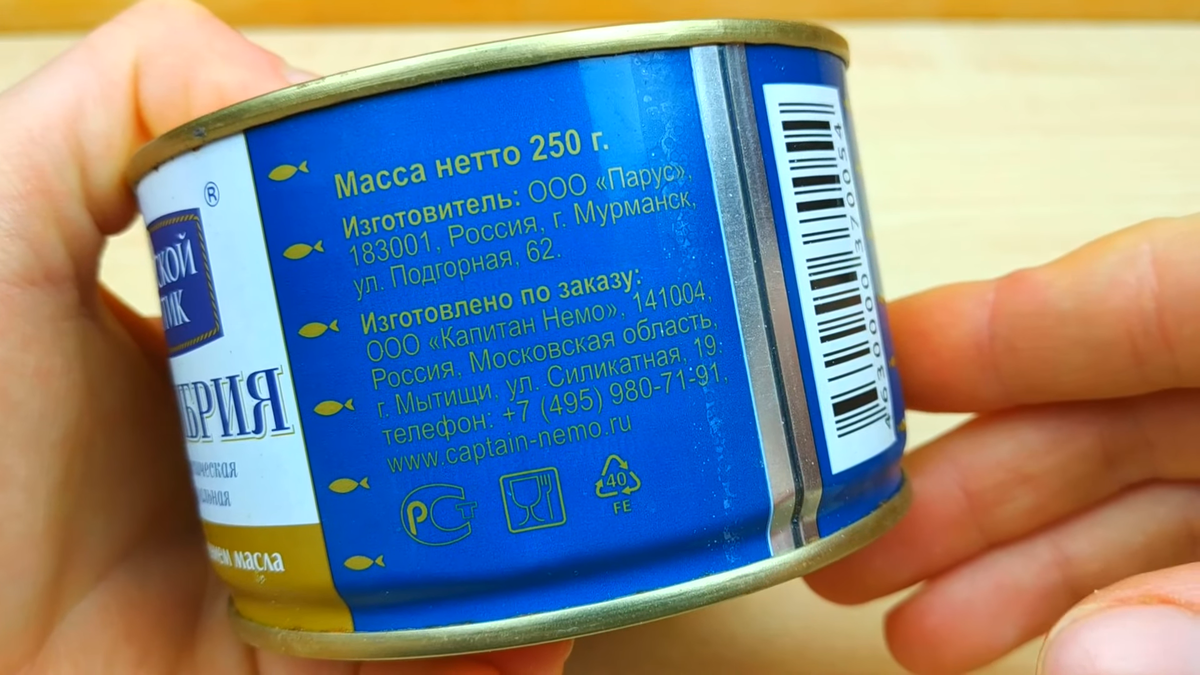 ®
СКОЙ
ИК
БРИЯ
масла
Масса нетто 250 г.
Изготовитель: ООО «Парус»,
183001, Россия, г. Мурманск,
ул. Подгорная, 62.
Изготовлено по заказу:
ООО «Капитан Немо», 141004,
Россия, Московская область,
г. Мытищи, ул. Силикатная, 19.
телефон: +7 (495) 980-71-91,
www.captain-nemo.ru
РСТ
40
FE
4630000370054